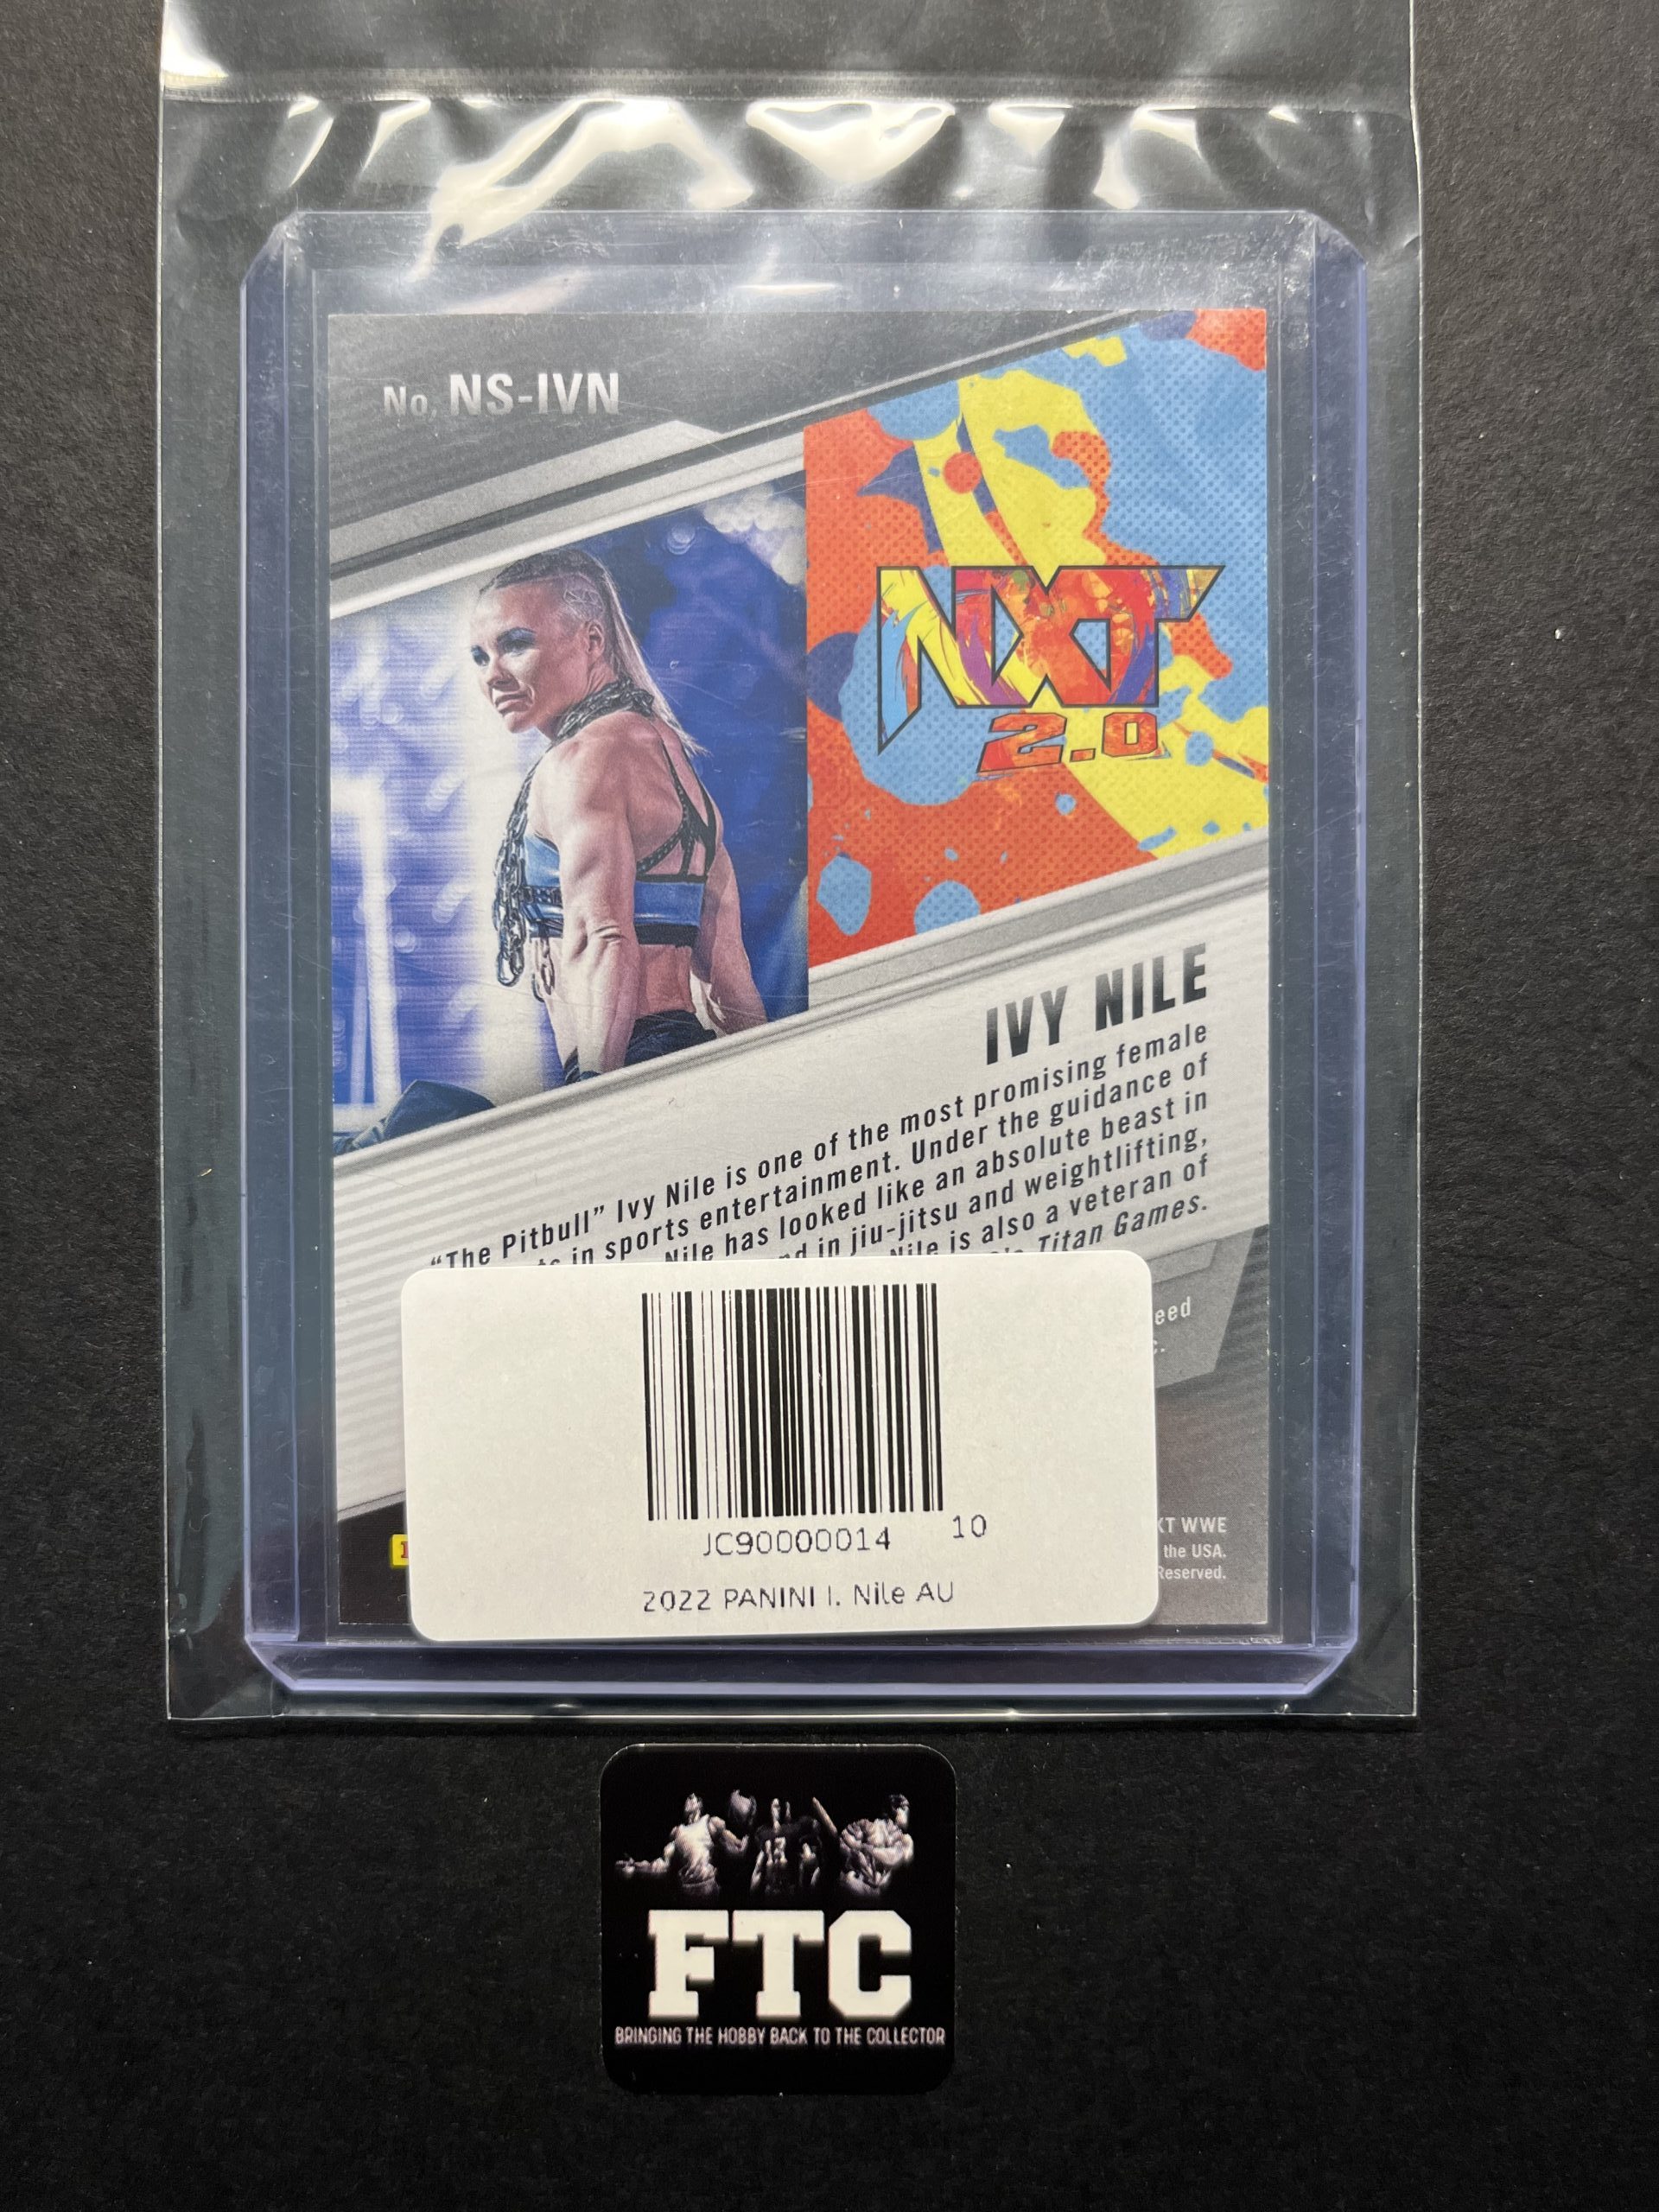 No. NS-IVN
NXT
2.0
IVY NILE
“The Pitbull” Ivy Nile is one of the most promising female
in sports entertainment. Under the guidance of
Nile has looked like an absolute beast in
in jiu-jitsu and weightlifting,
Nile is also a veteran of
Titan Games.
JC90000014 10
2022 PANINI I. Nile AU
WWE
the USA.
Reserved.
FTC
BRINGING THE HOBBY BACK TO THE COLLECTOR